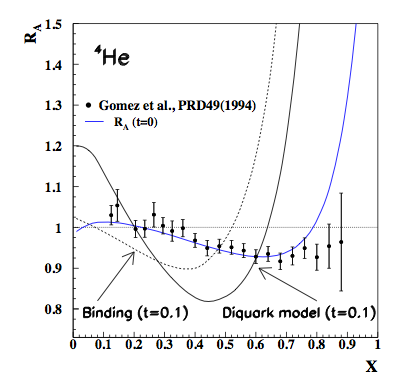 R_A
1.5
⁴He
1.4
1.3
Gomez et al., PRD49(1994)
R_A (t=0)
1.2
1.1
1
0.9
0.8
Binding (t=0.1)
Diquark model (t=0.1)
0 0.1 0.2 0.3 0.4 0.5 0.6 0.7 0.8 0.9 1
X